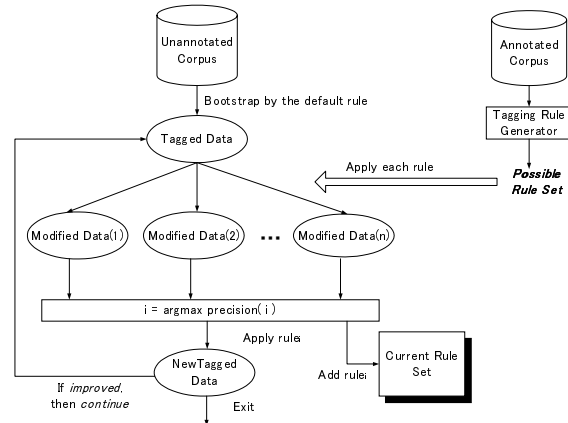 Unannotated
Corpus
Annotated
Corpus
Bootstrap by the default rule
Tagging Rule
Generator
Tagged Data
Apply each rule
Possible
Rule Set
Modified Data(1)
Modified Data(2)
...
Modified Data(n)
i = argmax precision( i )
Apply ruleᵢ
NewTagged
Data
Add ruleᵢ
Current Rule
Set
If improved,
then continue
Exit